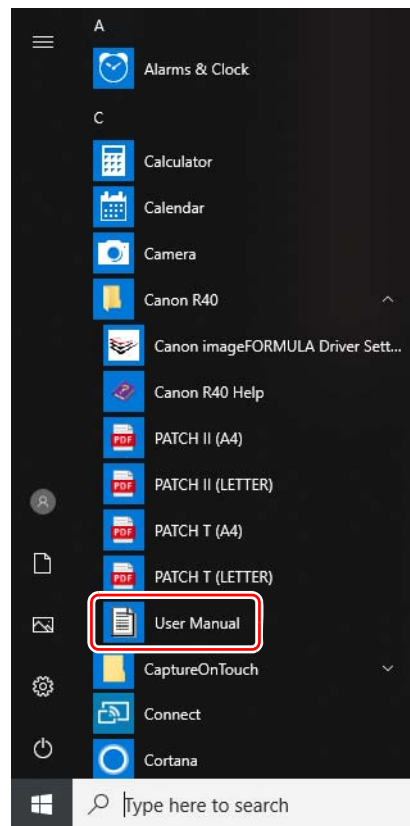 A
Alarms & Clock
C
Calculator
Calendar
Camera
Canon R40
Canon imageFORMULA Driver Sett...
Canon R40 Help
PDF PATCH II (A4)
PDF PATCH II (LETTER)
PDF PATCH T (A4)
PDF PATCH T (LETTER)
User Manual
CaptureOnTouch
Connect
Cortana
Type here to search